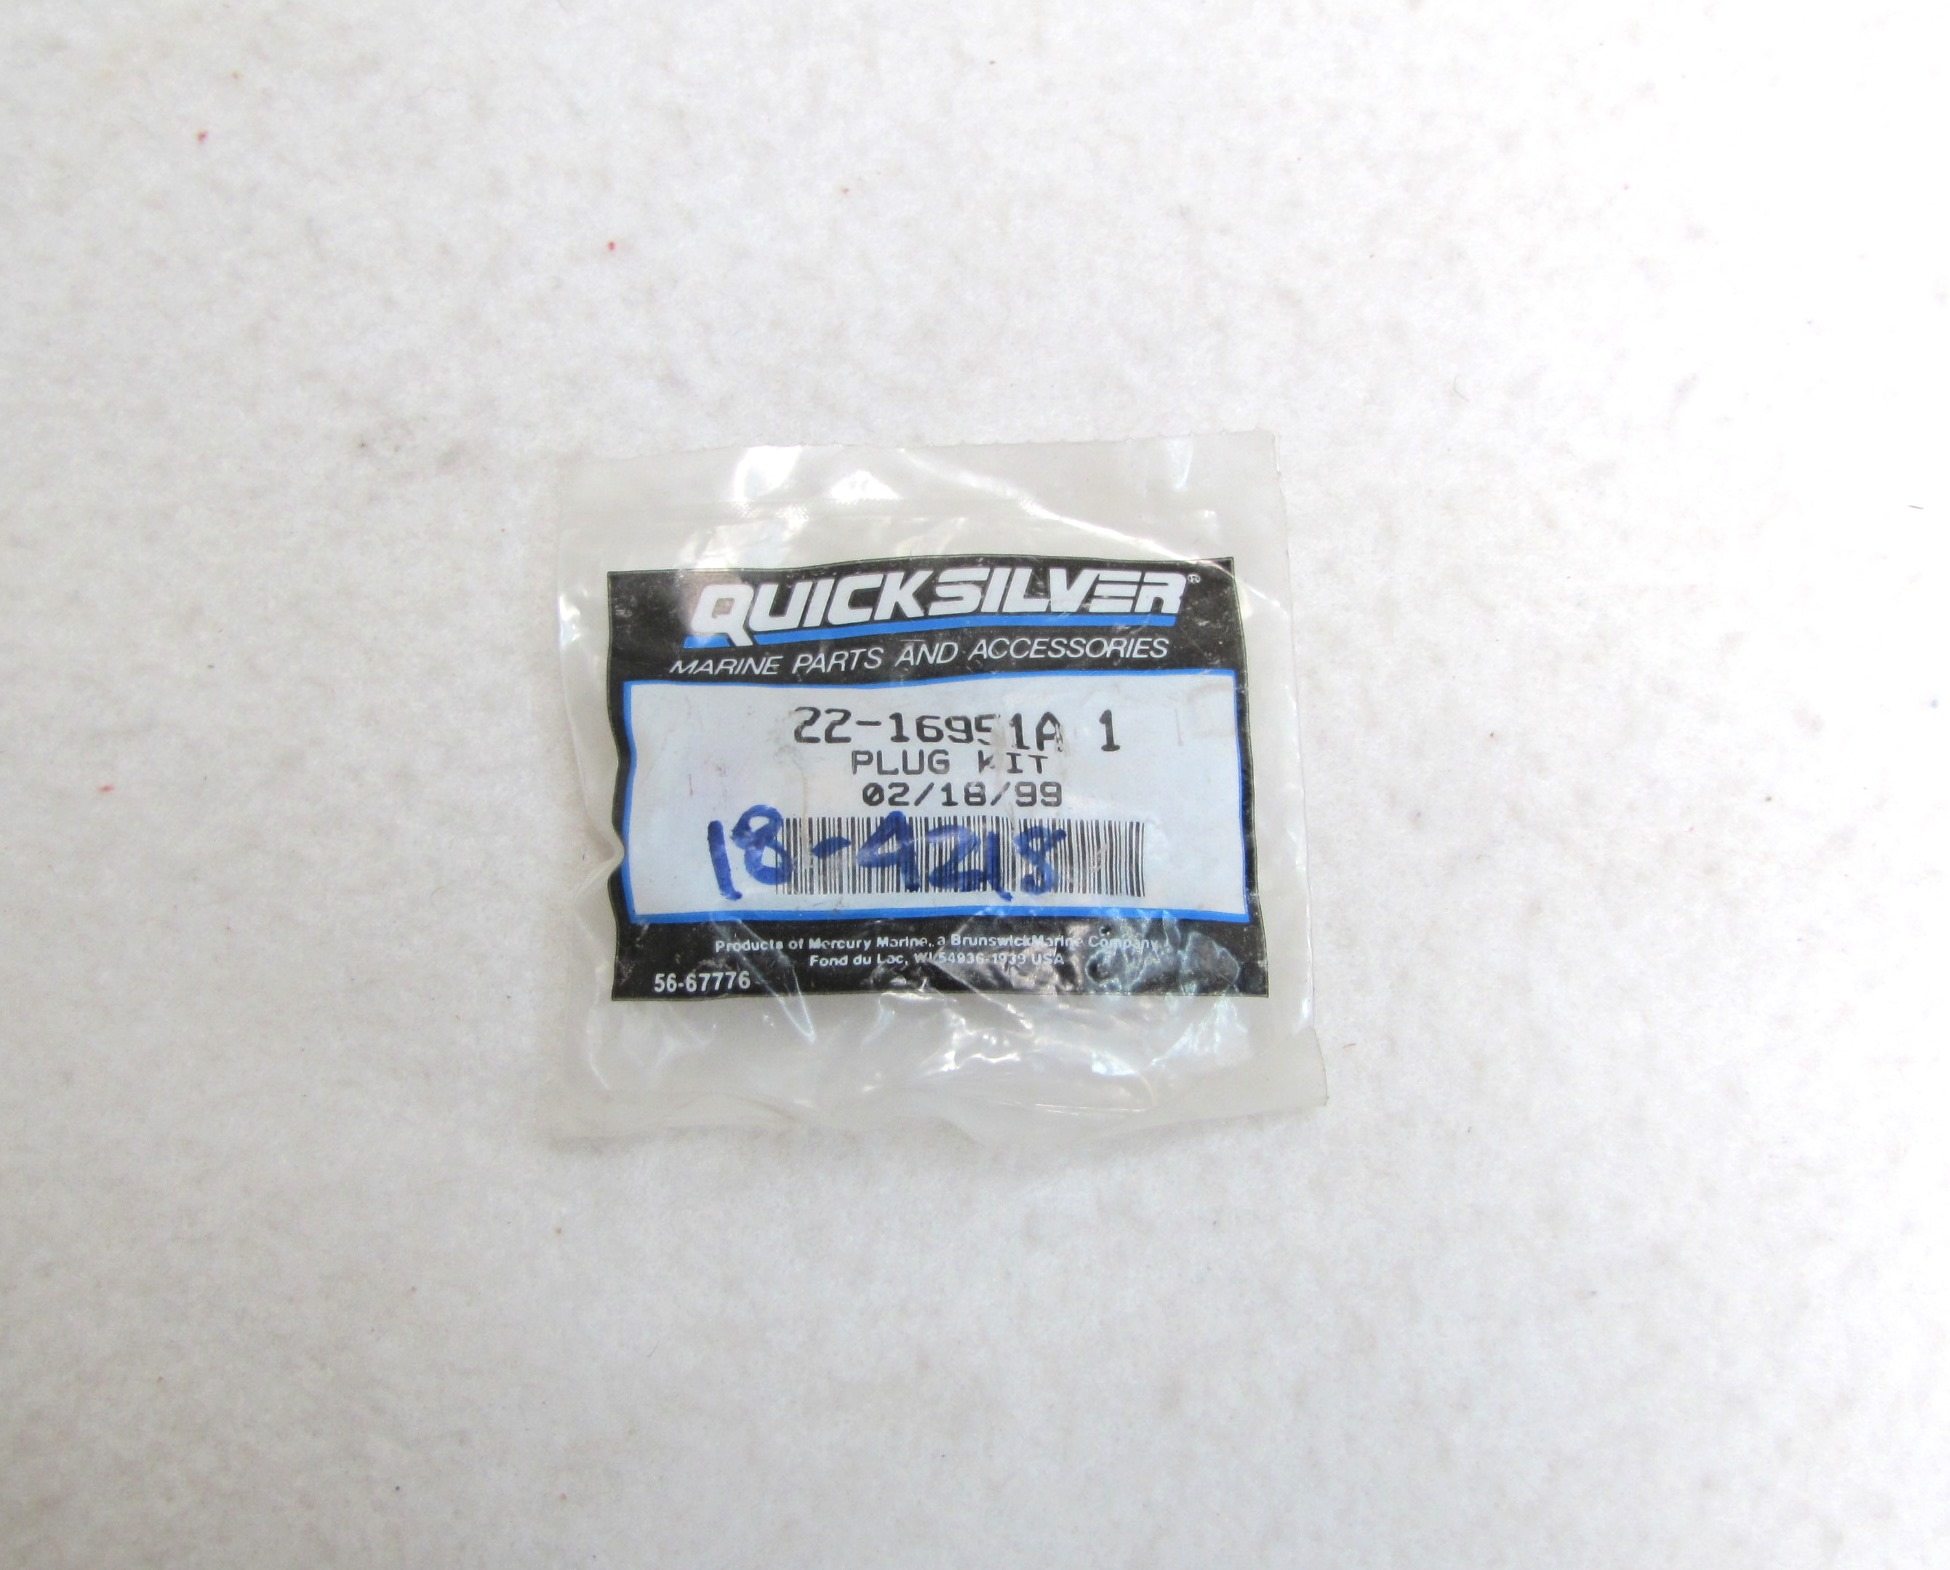 QUICKSILVER®
MARINE PARTS AND ACCESSORIES
22-16951A 1
PLUG KIT
02/18/99
18-4218
Products of Mercury Marine, a Brunswick Marine Company
Fond du Lac, WI 54936-1939 USA
56-67776